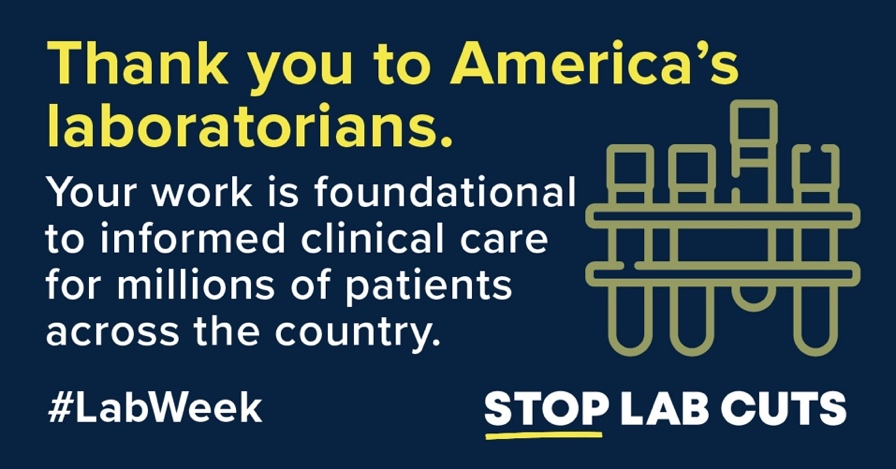 Thank you to America’s
laboratorians.
Your work is foundational
to informed clinical care
for millions of patients
across the country.
#LabWeek
STOP LAB CUTS